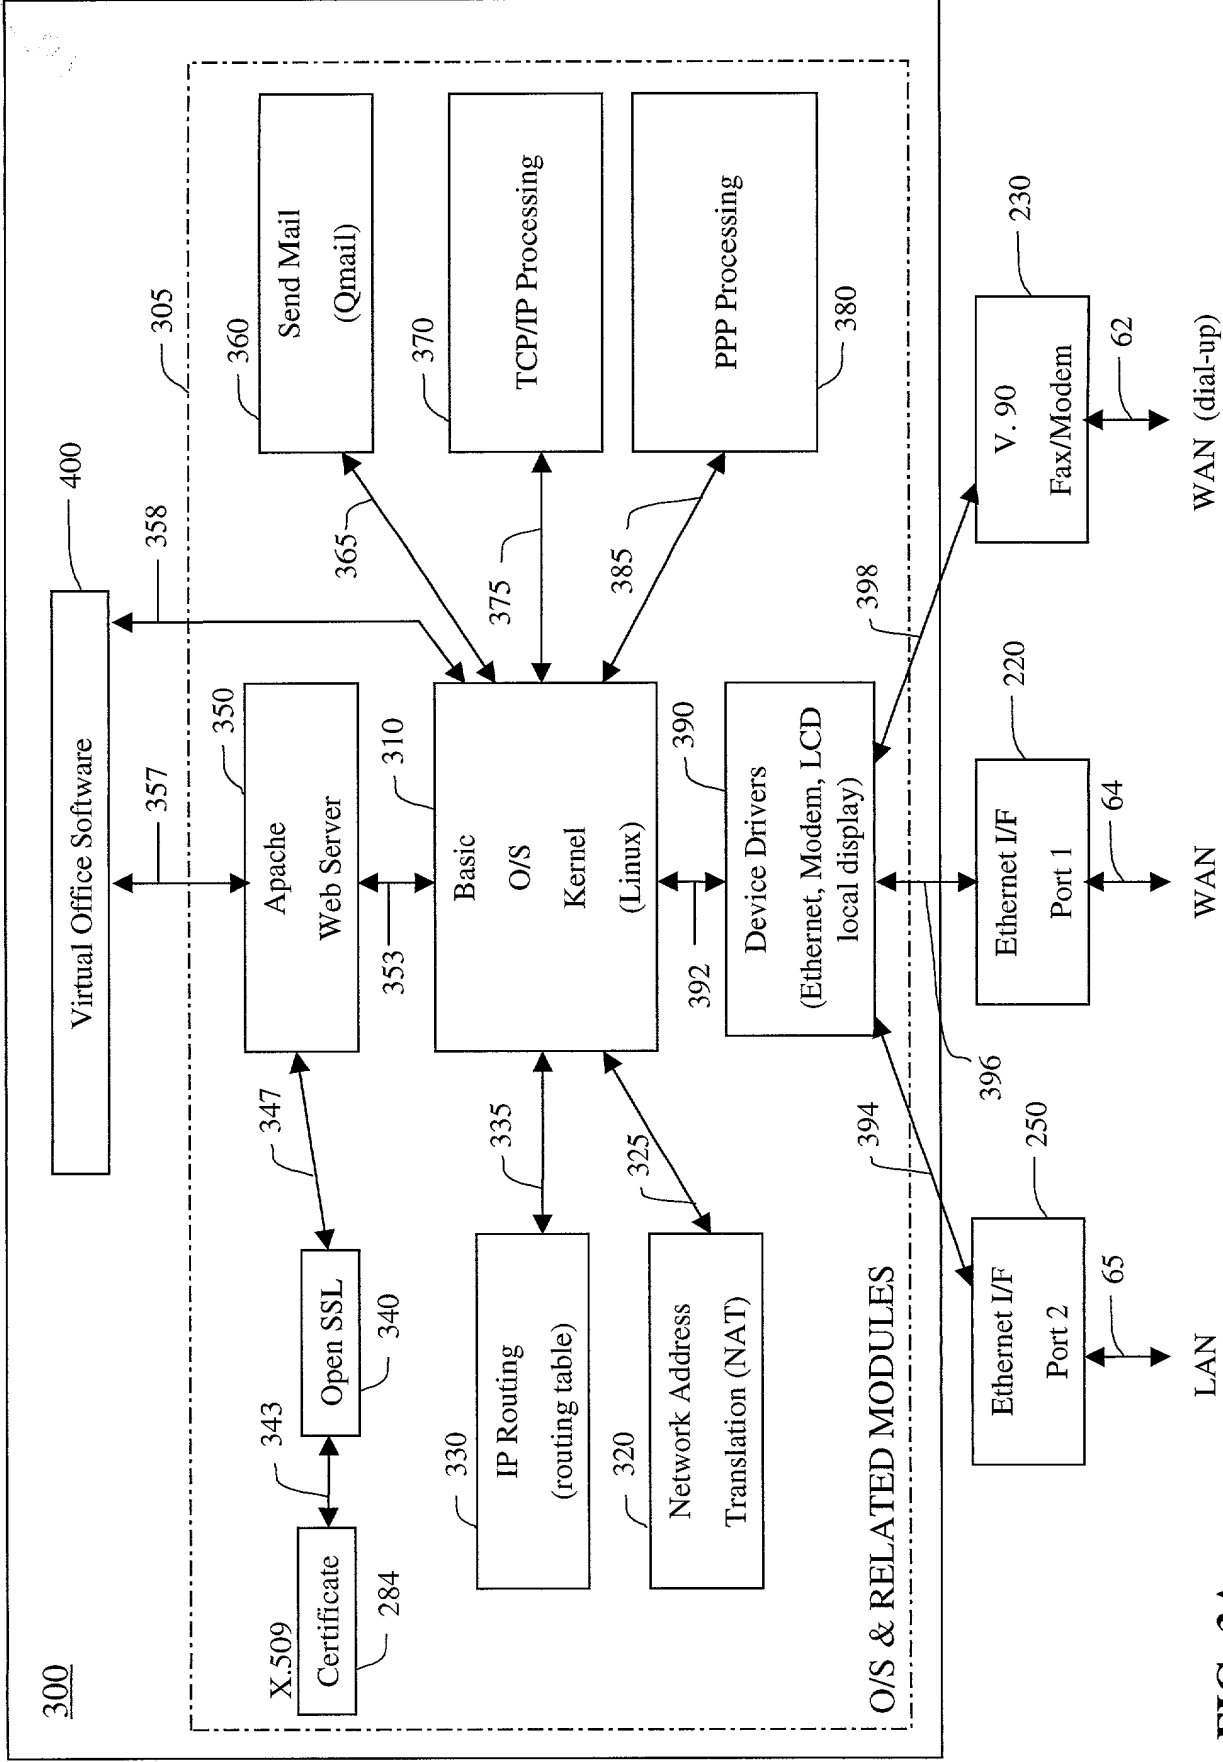 300
Virtual Office Software
400
357
358
305
X.509
Certificate
284
343
Open SSL
340
347
Apache
Web Server
350
353
Send Mail
(Qmail)
360
365
Basic
O/S
Kernel
(Linux)
310
IP Routing
(routing table)
330
335
TCP/IP Processing
370
375
Network Address
Translation (NAT)
320
325
PPP Processing
380
385
392
Device Drivers
(Ethernet, Modem, LCD
local display)
390
O/S & RELATED MODULES
394
396
398
Ethernet I/F
Port 2
250
65
LAN
Ethernet I/F
Port 1
220
64
WAN
V. 90
Fax/Modem
230
62
WAN (dial-up)
FIG.